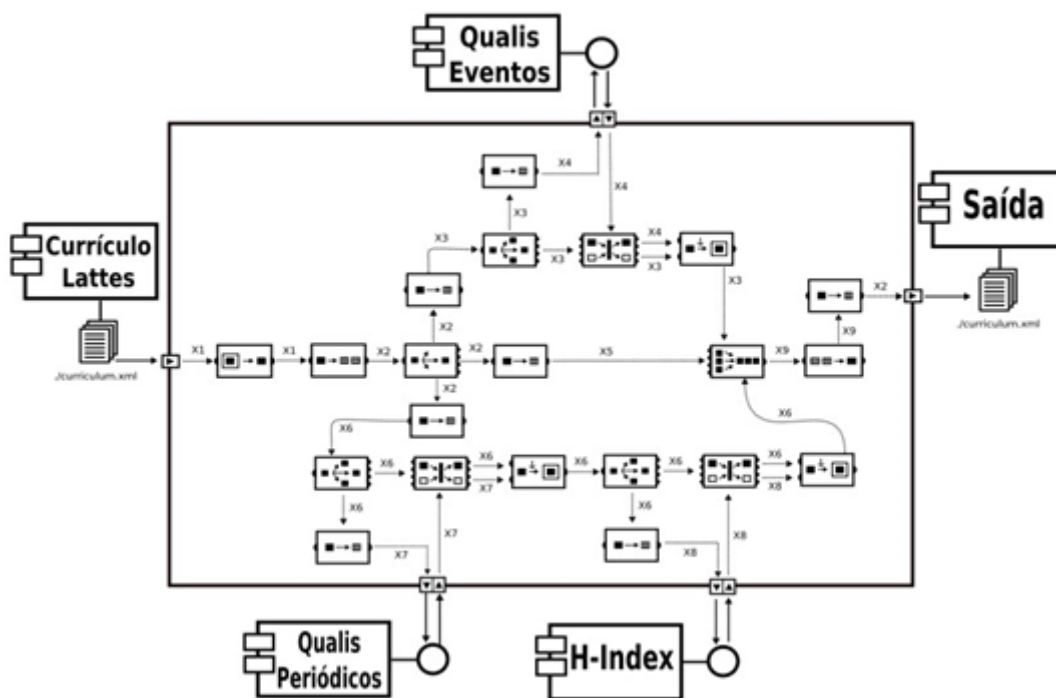 Qualis
Eventos
X4
X4
X3
X3
X3
X4
X3
Saída
Currículo
Lattes
X3
X2
./curriculum.xml
X2
X9
X1
X1
X2
X2
X5
X9
./curriculum.xml
X2
X6
X6
X6
X6
X7
X6
X6
X6
X8
X6
X6
X7
X7
X8
X8
Qualis
Periódicos
H-Index